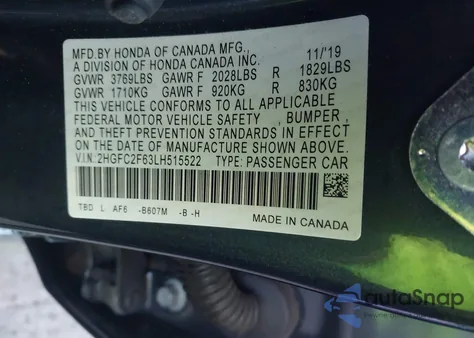 MFD.BY HONDA OF CANADA MFG.,
A DIVISION OF HONDA CANADA INC. 11/'19
GVWR 3769LBS GAWR F 2028LBS R 1829LBS
GVWR 1710KG GAWR F 920KG R 830KG
THIS VEHICLE CONFORMS TO ALL APPLICABLE
FEDERAL MOTOR VEHICLE SAFETY , BUMPER ,
AND THEFT PREVENTION STANDARDS IN EFFECT
ON THE DATE OF MANUFACTURE SHOWN ABOVE.
V.I.N: 2HGFC2F63LH515522 TYPE: PASSENGER CAR
TBD L AF6 -B607M -B -H
MADE IN CANADA
autoSnap